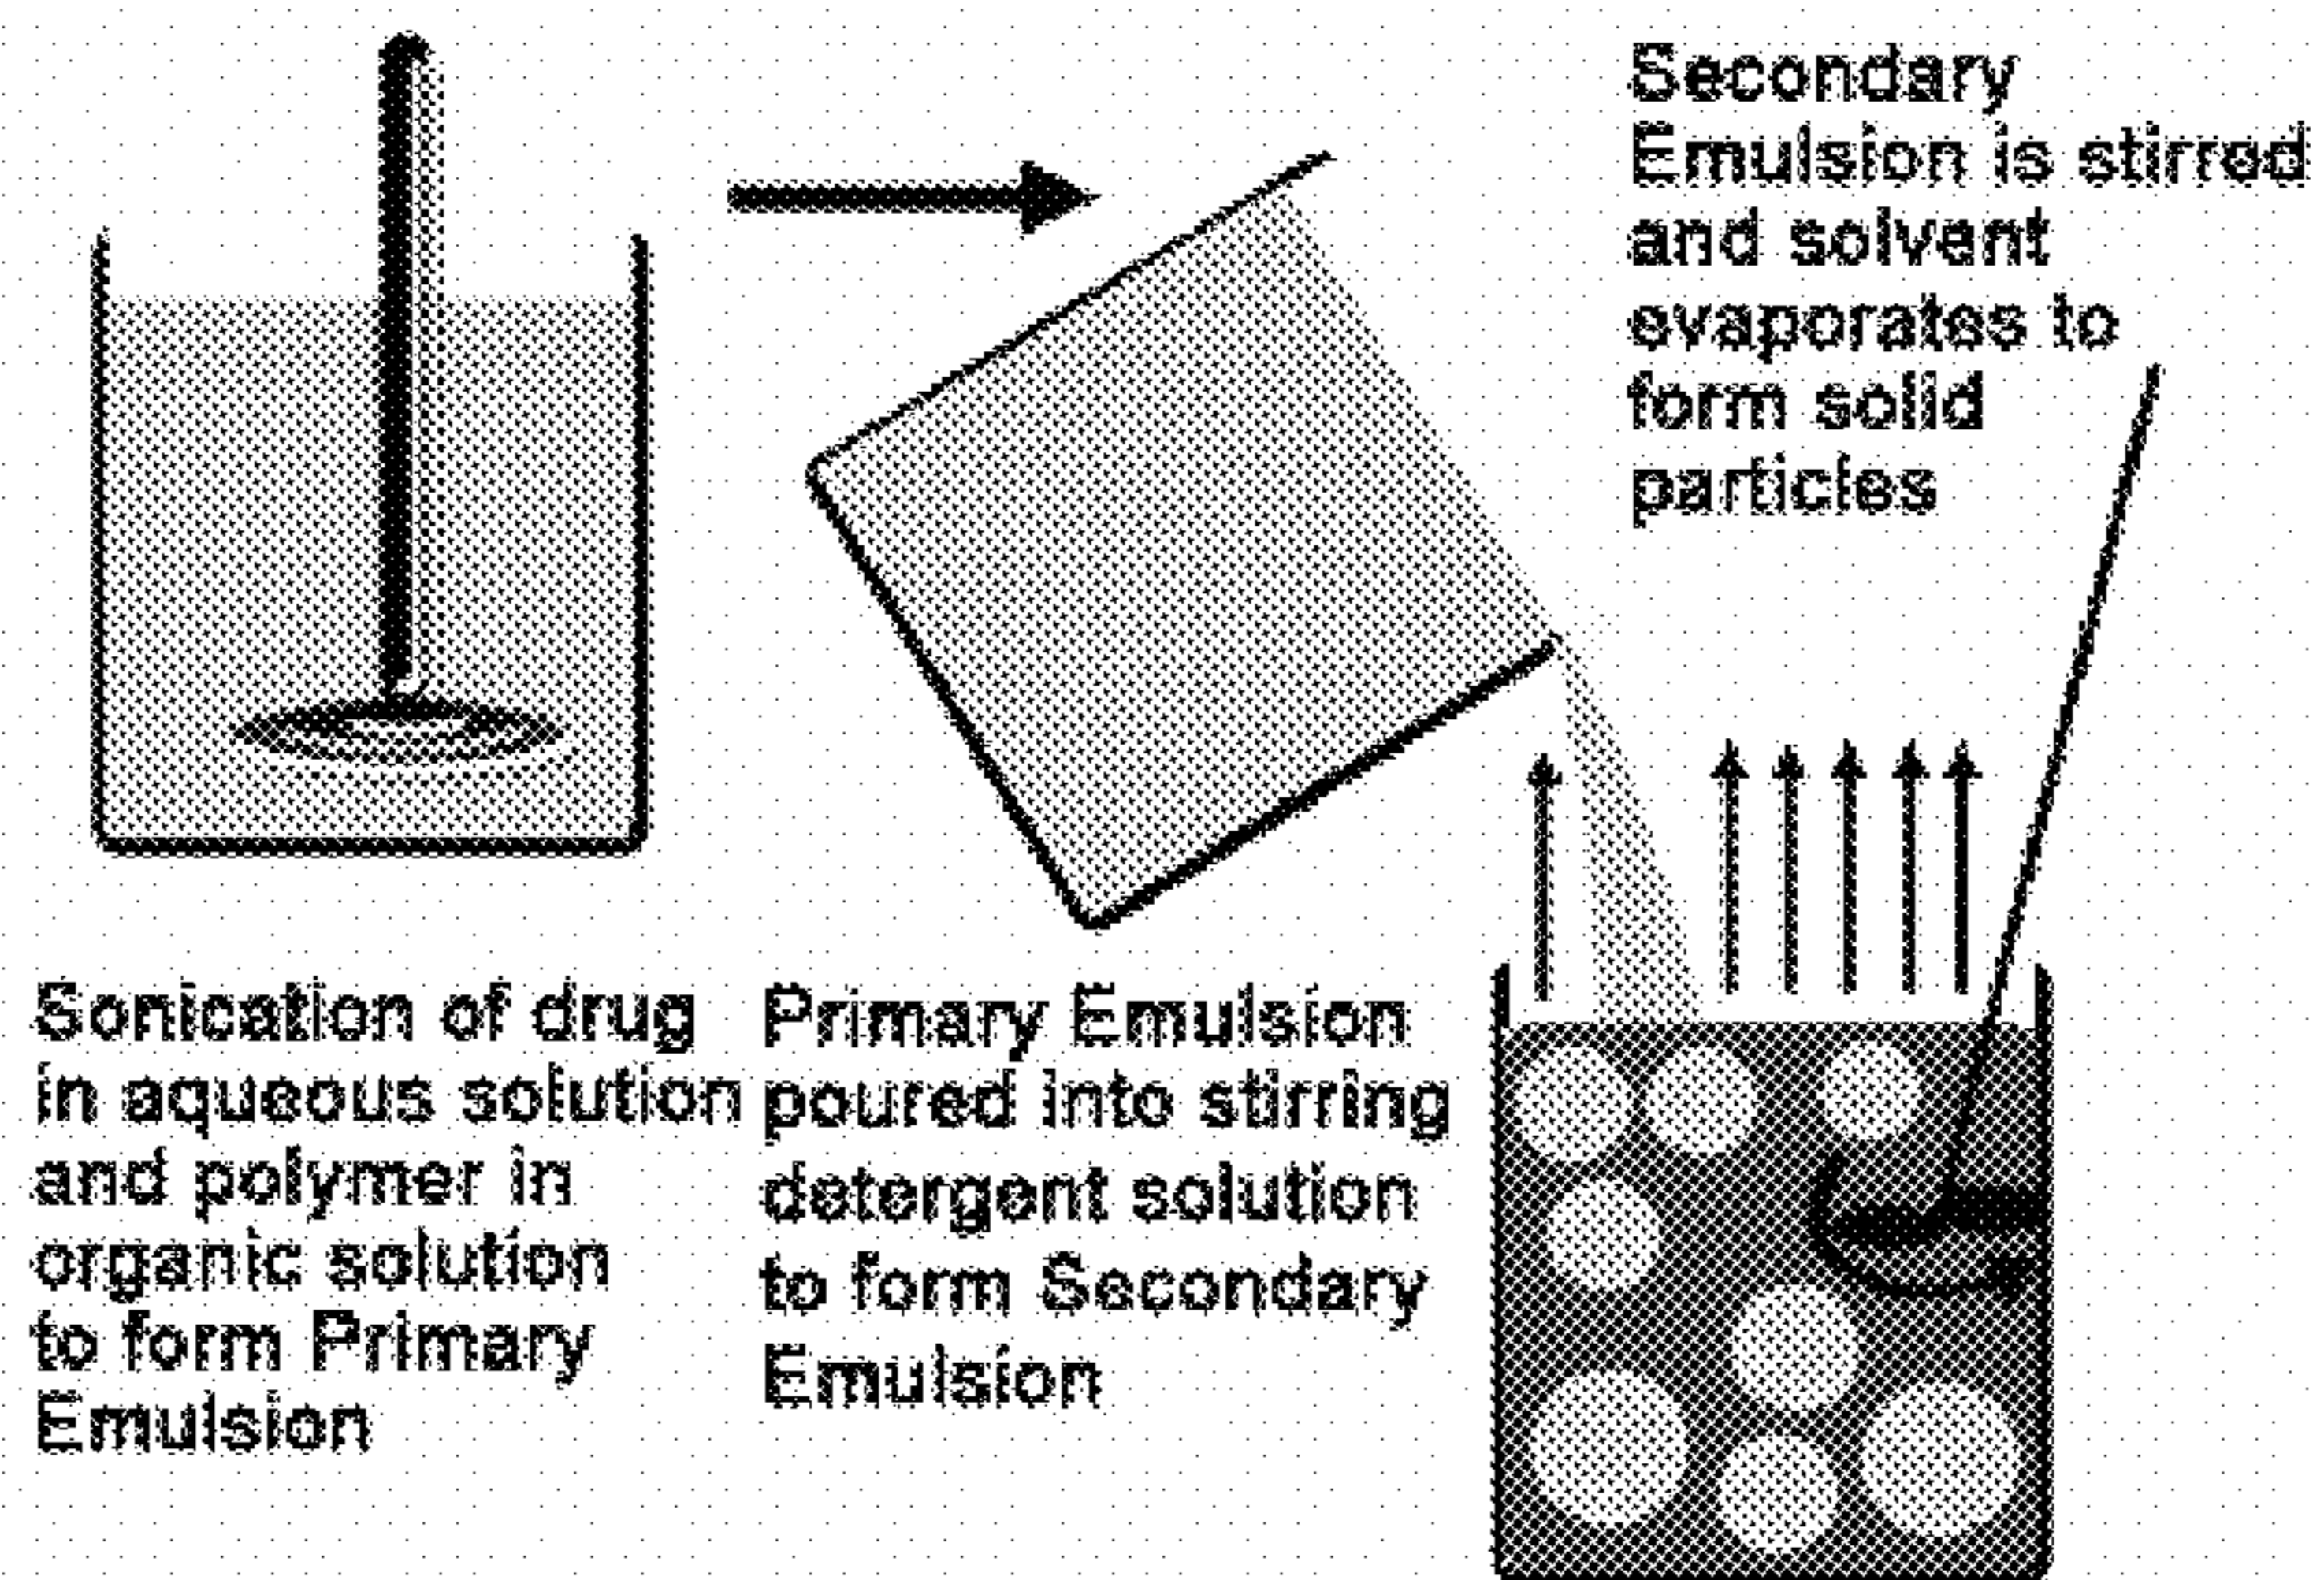 Sonication of drug
in aqueous solution
and polymer in
organic solution
to form Primary
Emulsion
Primary Emulsion
poured into stirring
detergent solution
to form Secondary
Emulsion
Secondary
Emulsion is stirred
and solvent
evaporates to
form solid
particles